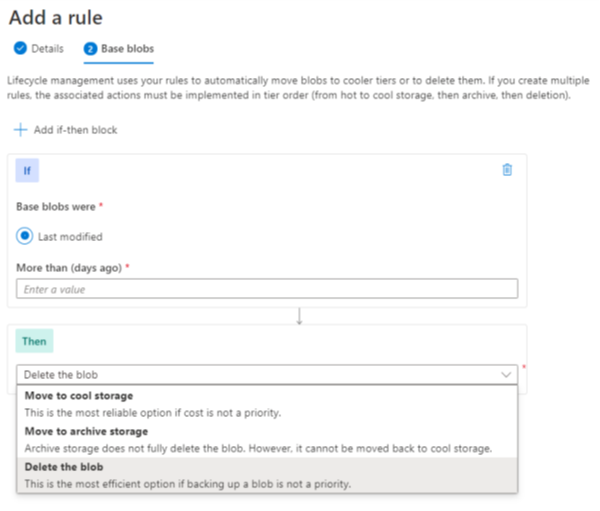 Add a rule
Details 2 Base blobs
Lifecycle management uses your rules to automatically move blobs to cooler tiers or to delete them. If you create multiple
rules, the associated actions must be implemented in tier order (from hot to cool storage, then archive, then deletion).
+ Add if-then block
If
Base blobs were *
Last modified
More than (days ago) *
Enter a value
Then
Delete the blob *
Move to cool storage
This is the most reliable option if cost is not a priority.
Move to archive storage
Archive storage does not fully delete the blob. However, it cannot be moved back to cool storage.
Delete the blob
This is the most efficient option if backing up a blob is not a priority.